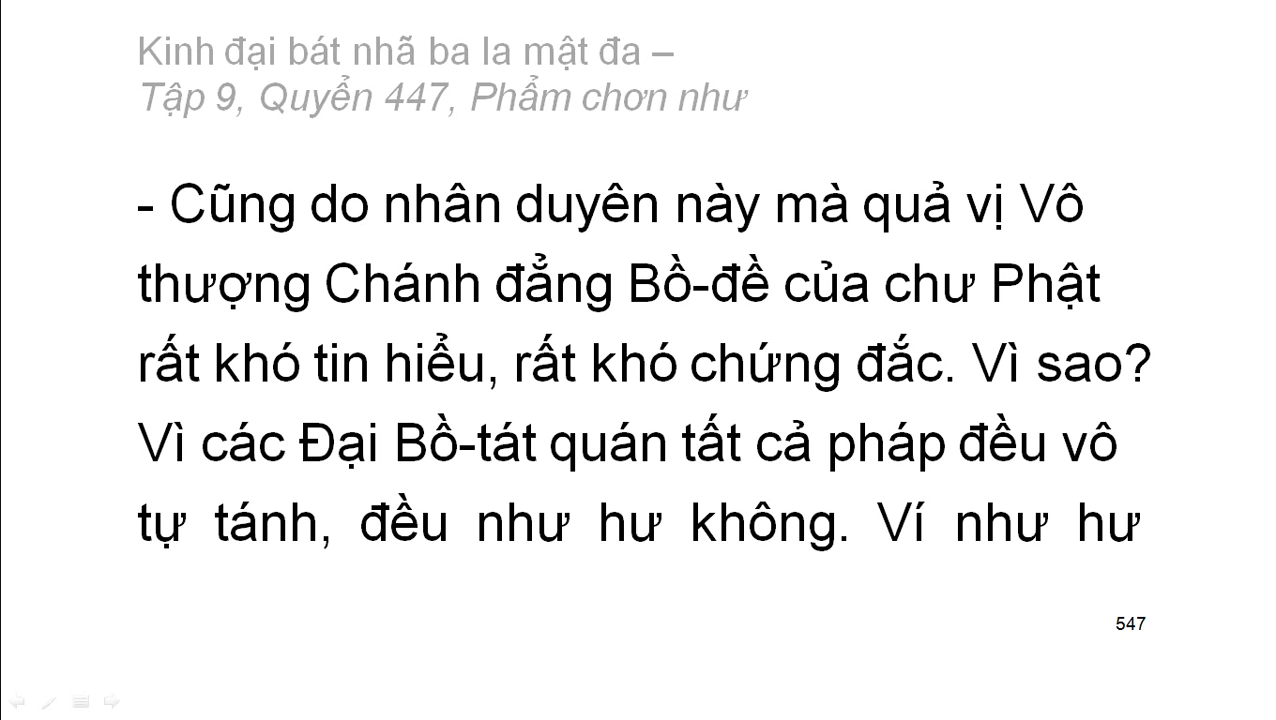 Kinh đại bát nhã ba la mật đa –
Tập 9, Quyển 447, Phẩm chơn như
- Cũng do nhân duyên này mà quả vị Vô
thượng Chánh đẳng Bồ-đề của chư Phật
rất khó tin hiểu, rất khó chứng đắc. Vì sao?
Vì các Đại Bồ-tát quán tất cả pháp đều vô
tự tánh, đều như hư không. Ví như hư
547